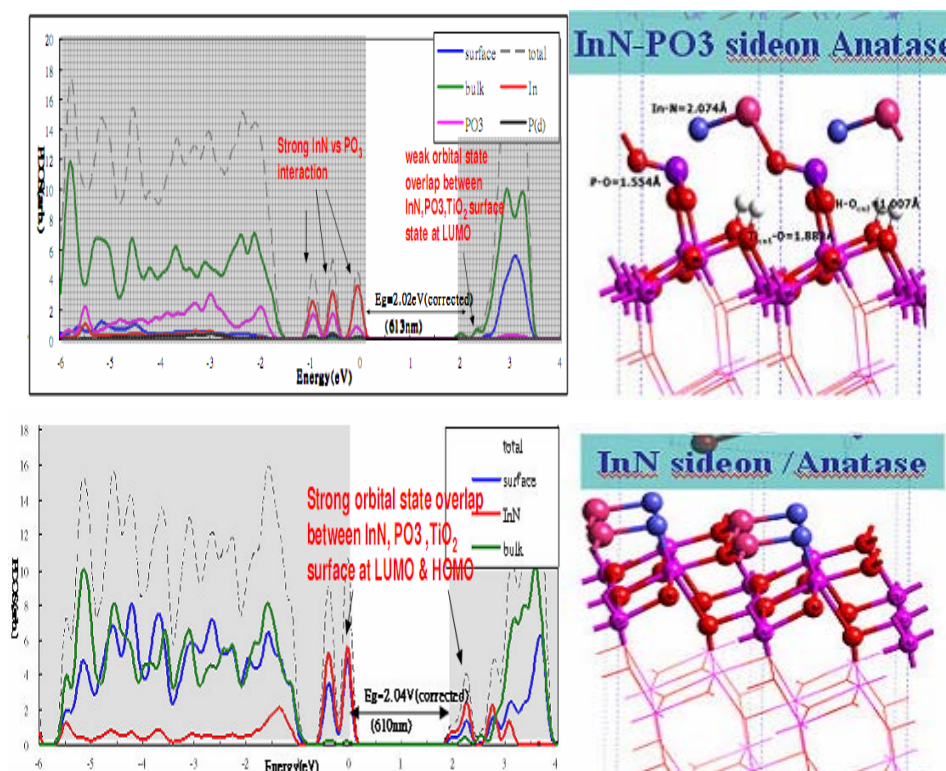 20
18
16
14
12
10
8
6
4
2
0
surface
total
bulk
In
PO3
P(d)
Strong InN vs PO3
interaction
weak orbital state
overlap between
InN,PO3,TiO2 surface
state at LUMO
Eg=2.02eV(corrected)
(613nm)
-6 -5 -4 -3 -2 -1 0 1 2 3 4
Energy(eV)
InN-PO3 sideon Anatase
In-N=2.074Å
P-O=1.554Å
18
16
14
12
10
8
6
4
2
0
total
surface
InN
bulk
Strong orbital state overlap
between InN, PO3 ,TiO2
surface at LUMO & HOMO
Eg=2.04V(corrected)
(610nm)
-6 -5 -4 -3 -2 -1 0 1 2 3 4
Energy(eV)
InN sideon /Anatase